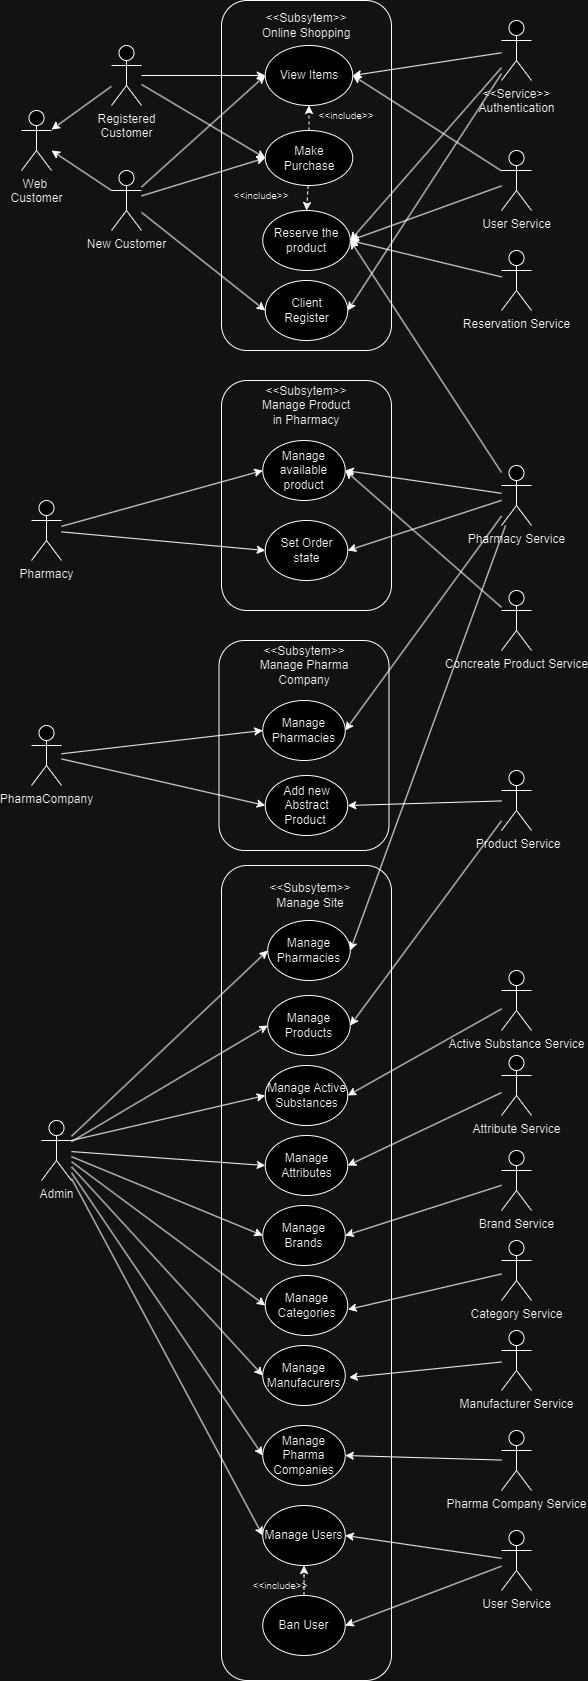 <<Subsytem>>
Online Shopping
View Items
<<include>>
Make
Purchase
<<include>>
Reserve the
product
Client
Register
Registered
Customer
Web
Customer
New Customer
<<Service>>
Authentication
User Service
Reservation Service
<<Subsytem>>
Manage Product
in Pharmacy
Manage
available
product
Set Order
state
Pharmacy
Pharmacy Service
Concreate Product Service
<<Subsytem>>
Manage Pharma
Company
Manage
Pharmacies
Add new
Abstract
Product
PharmaCompany
Product Service
<<Subsytem>>
Manage Site
Manage
Pharmacies
Manage
Products
Manage Active
Substances
Manage
Attributes
Manage
Brands
Manage
Categories
Manage
Manufacurers
Manage
Pharma
Companies
Manage Users
<<include>>
Ban User
Admin
Active Substance Service
Attribute Service
Brand Service
Category Service
Manufacturer Service
Pharma Company Service
User Service